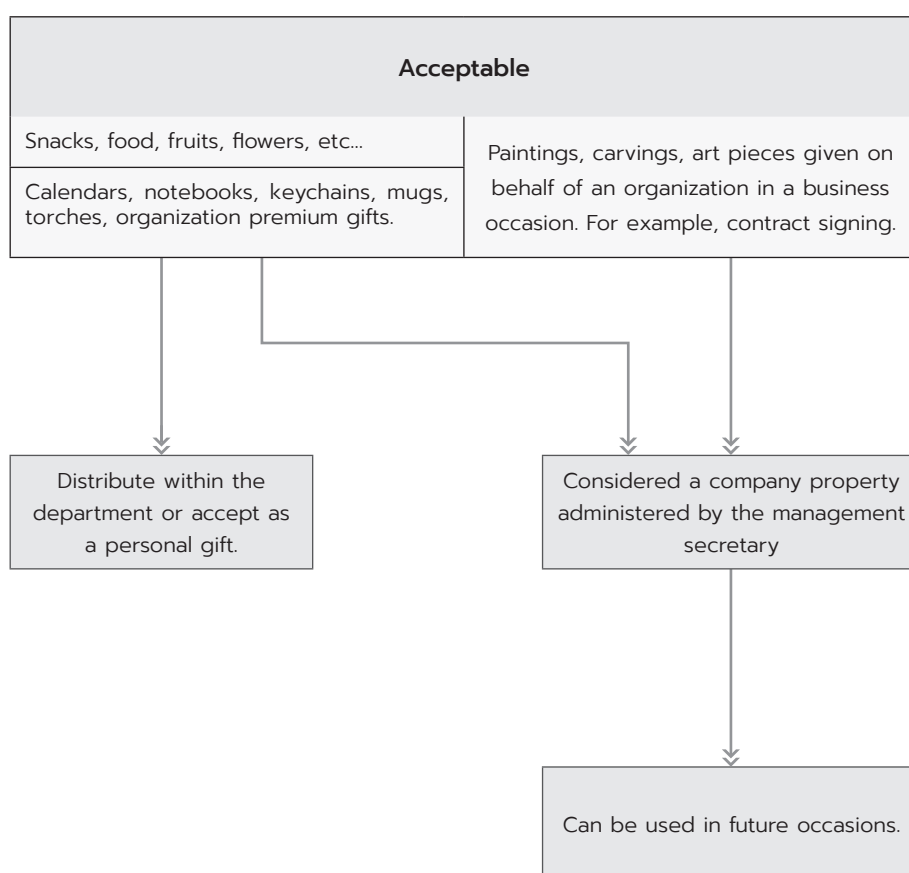 Acceptable
Snacks, food, fruits, flowers, etc...
Calendars, notebooks, keychains, mugs,
torches, organization premium gifts.
Paintings, carvings, art pieces given on
behalf of an organization in a business
occasion. For example, contract signing.
Distribute within the
department or accept as
a personal gift.
Considered a company property
administered by the management
secretary
Can be used in future occasions.